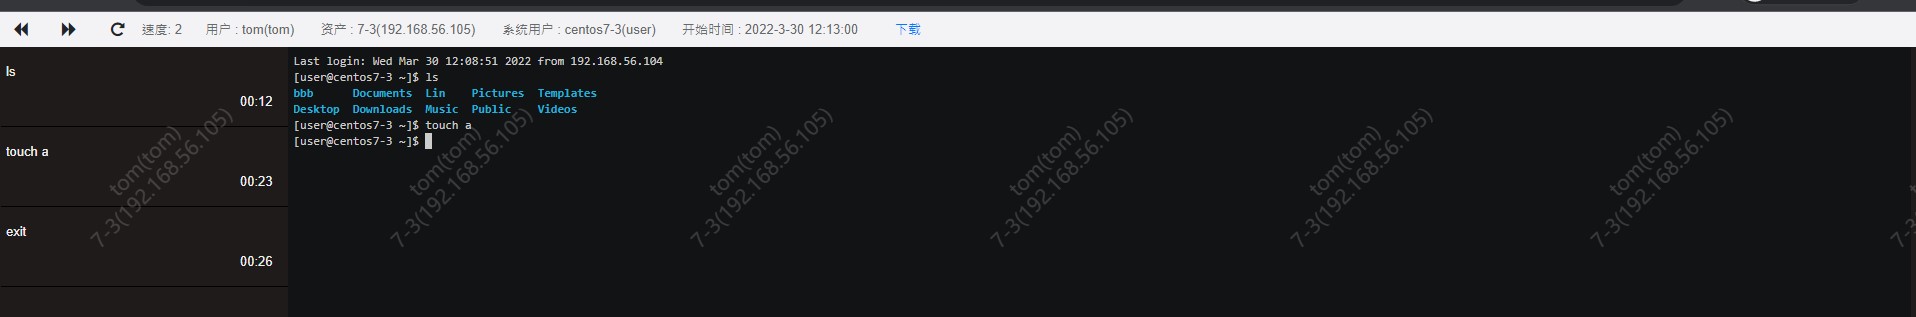 速度: 2 用户 : tom(tom) 资产 : 7-3(192.168.56.105) 系统用户 : centos7-3(user) 开始时间 : 2022-3-30 12:13:00 下载
ls
00:12
touch a
00:23
exit
00:26
Last login: Wed Mar 30 12:08:51 2022 from 192.168.56.104
[user@centos7-3 ~]$ ls
bbb Documents Lin Pictures Templates
Desktop Downloads Music Public Videos
[user@centos7-3 ~]$ touch a
[user@centos7-3 ~]$
tom(tom)
7-3(192.168.56.105)
tom(tom)
7-3(192.168.56.105)
tom(tom)
7-3(192.168.56.105)
tom(tom)
7-3(192.168.56.105)
tom(tom)
7-3(192.168.56.105)
tom(tom)
7-3(192.168.56.105)